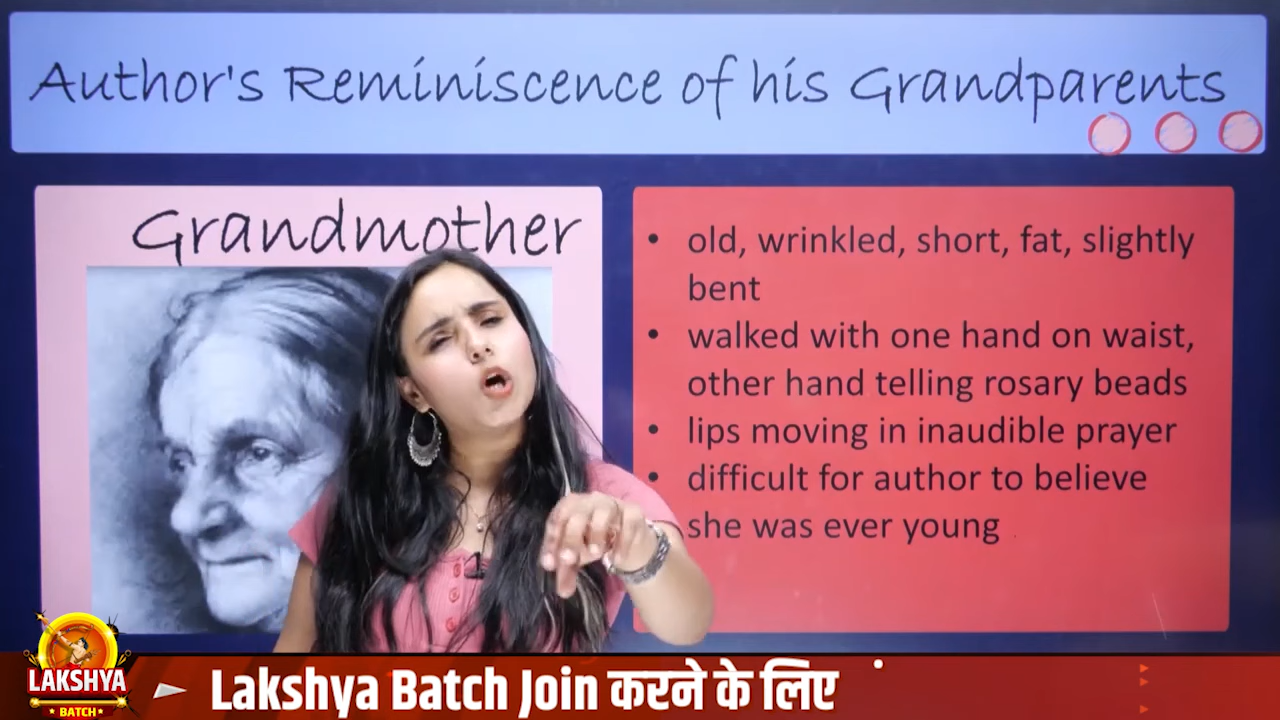 Author's Reminiscence of his Grandparents
Grandmother
• old, wrinkled, short, fat, slightly
bent
• walked with one hand on waist,
other hand telling rosary beads
• lips moving in inaudible prayer
• difficult for author to believe
she was ever young
LAKSHYA
BATCH
Lakshya Batch Join करने के लिए